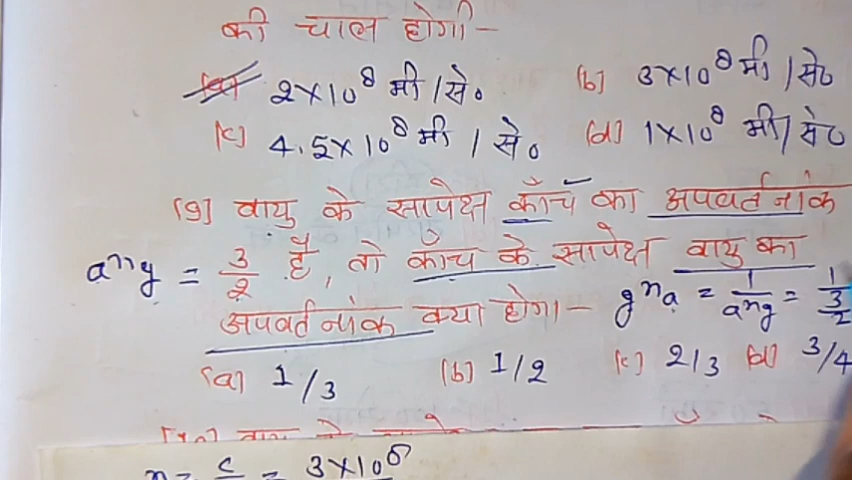 की चाल होगी -
(a) 2×10⁸ मी/से० (b) 3×10⁸ मी/से०
(c) 4.5×10⁸ मी/से० (d) 1×10⁸ मी/से०
(9) वायु के सापेक्ष काँच का अपवर्तनांक
aⁿg = 3/2 है, तो काँच के सापेक्ष वायु का
अपवर्तनांक क्या होगा- gⁿa = 1/aⁿg = 1/(3/2)
(a) 1/3 (b) 1/2 (c) 2/3 (d) 3/4
n = c = 3×10⁸